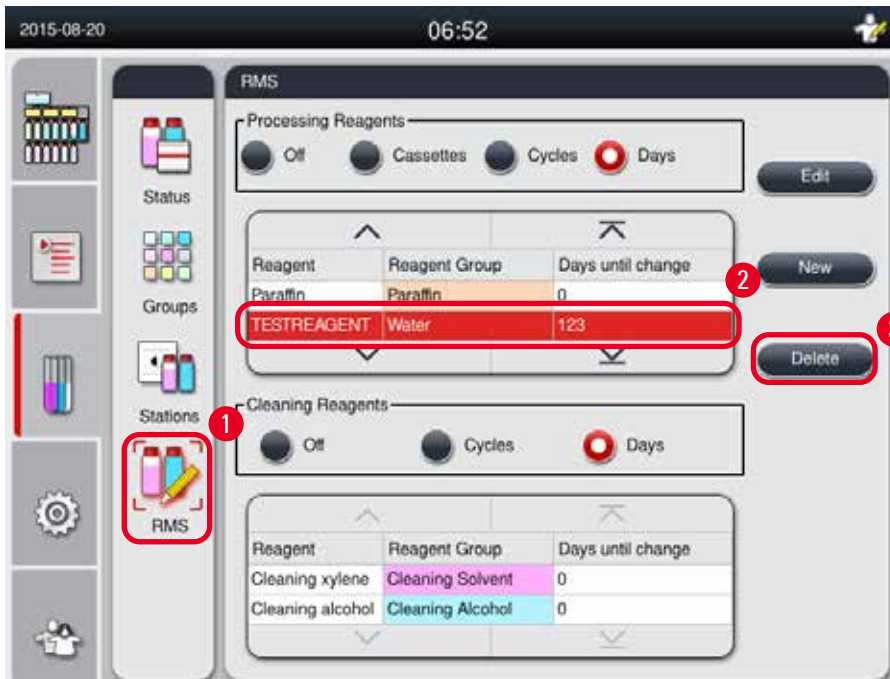 2015-08-20 06:52
RMS
Processing Reagents
Off Cassettes Cycles Days
Edit
Status
Reagent Reagent Group Days until change
2 New
Paraffin Paraffin 0
Groups
TESTREAGENT Water 123
Delete
Stations
Cleaning Reagents
1
Off Cycles Days
RMS
Reagent Reagent Group Days until change
Cleaning xylene Cleaning Solvent 0
Cleaning alcohol Cleaning Alcohol 0